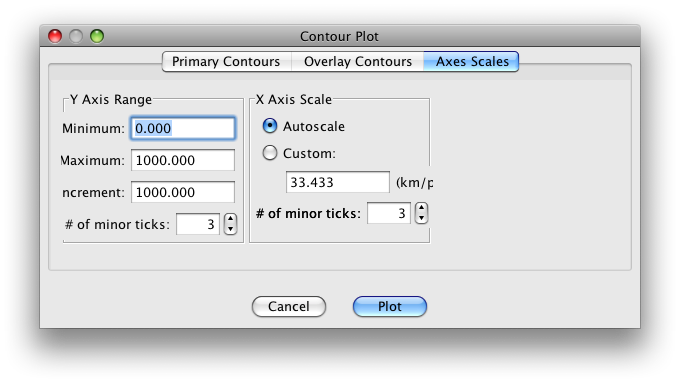 Contour Plot
Primary Contours Overlay Contours Axes Scales
Y Axis Range
Minimum: 0.000
Maximum: 1000.000
ncrement: 1000.000
# of minor ticks: 3
X Axis Scale
Autoscale
Custom:
33.433 (km/p
# of minor ticks: 3
Cancel Plot